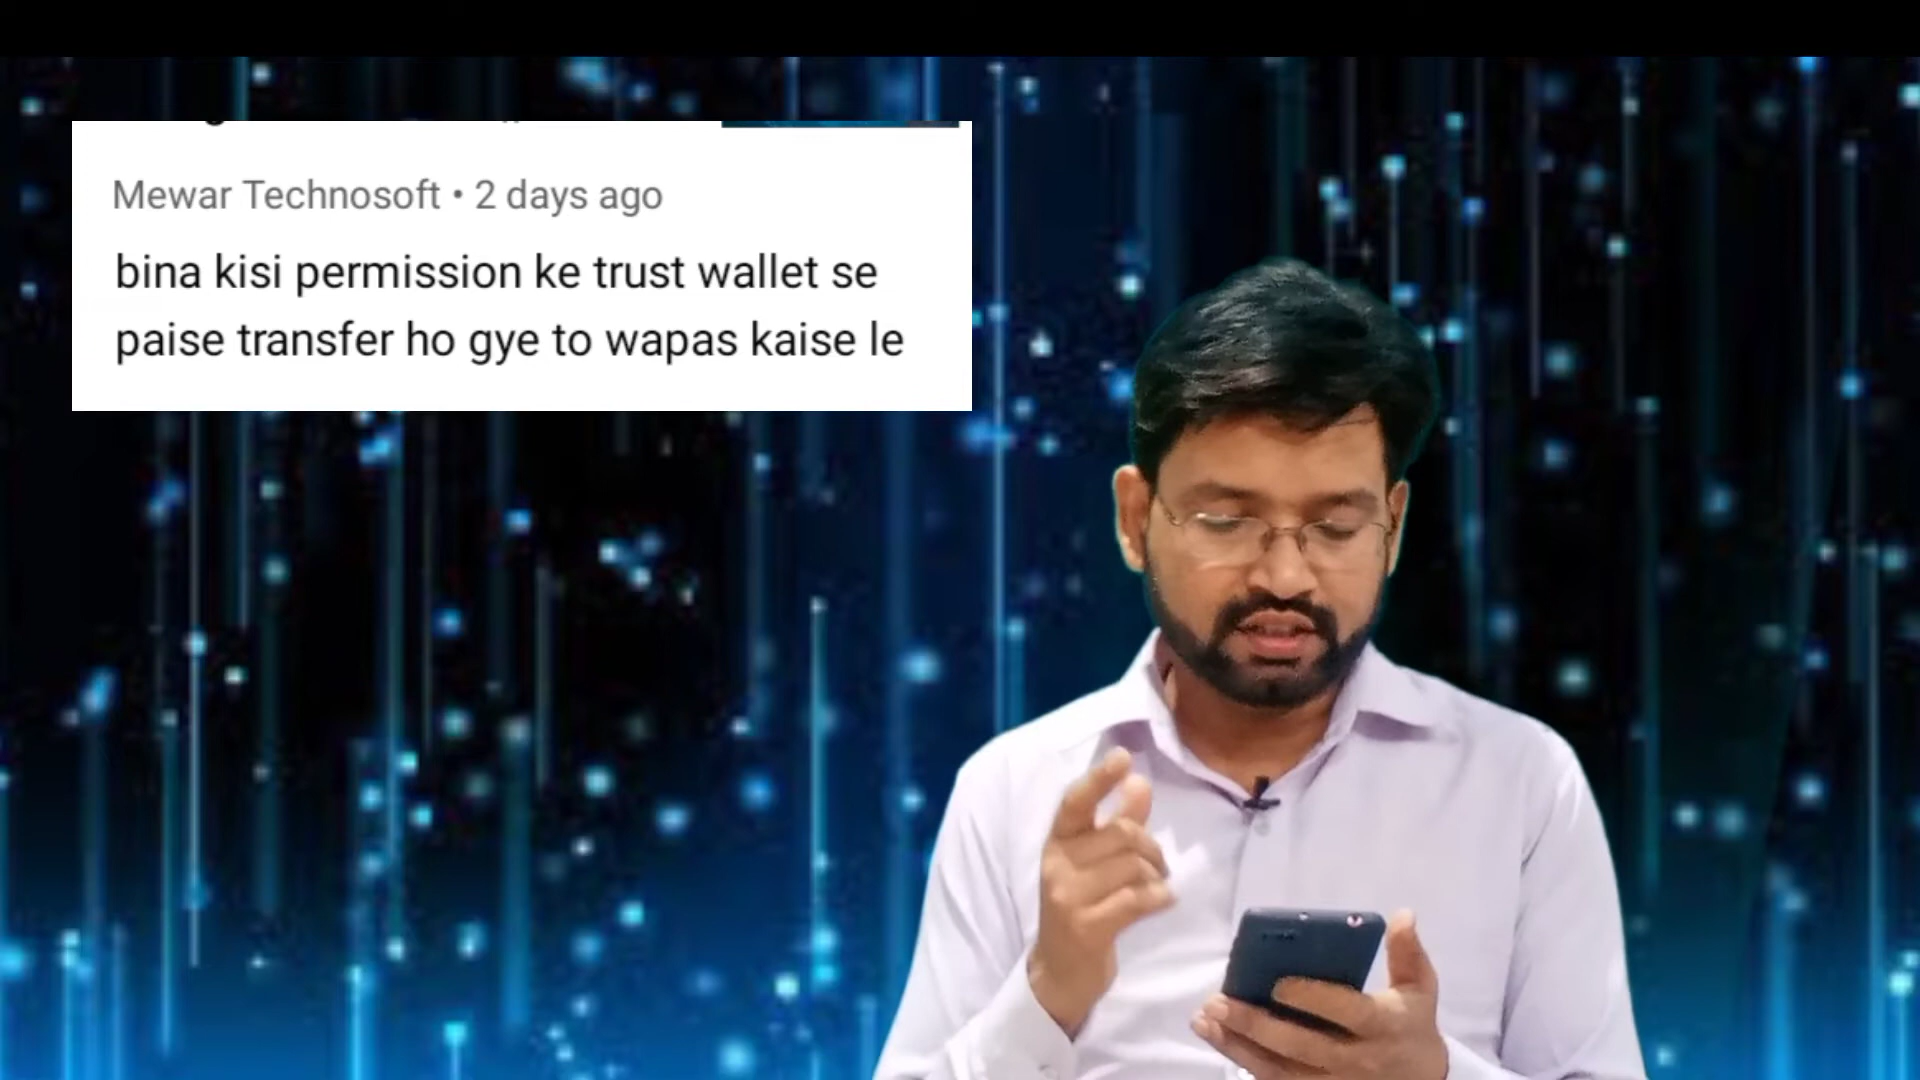 Mewar Technosoft • 2 days ago
bina kisi permission ke trust wallet se
paise transfer ho gye to wapas kaise le